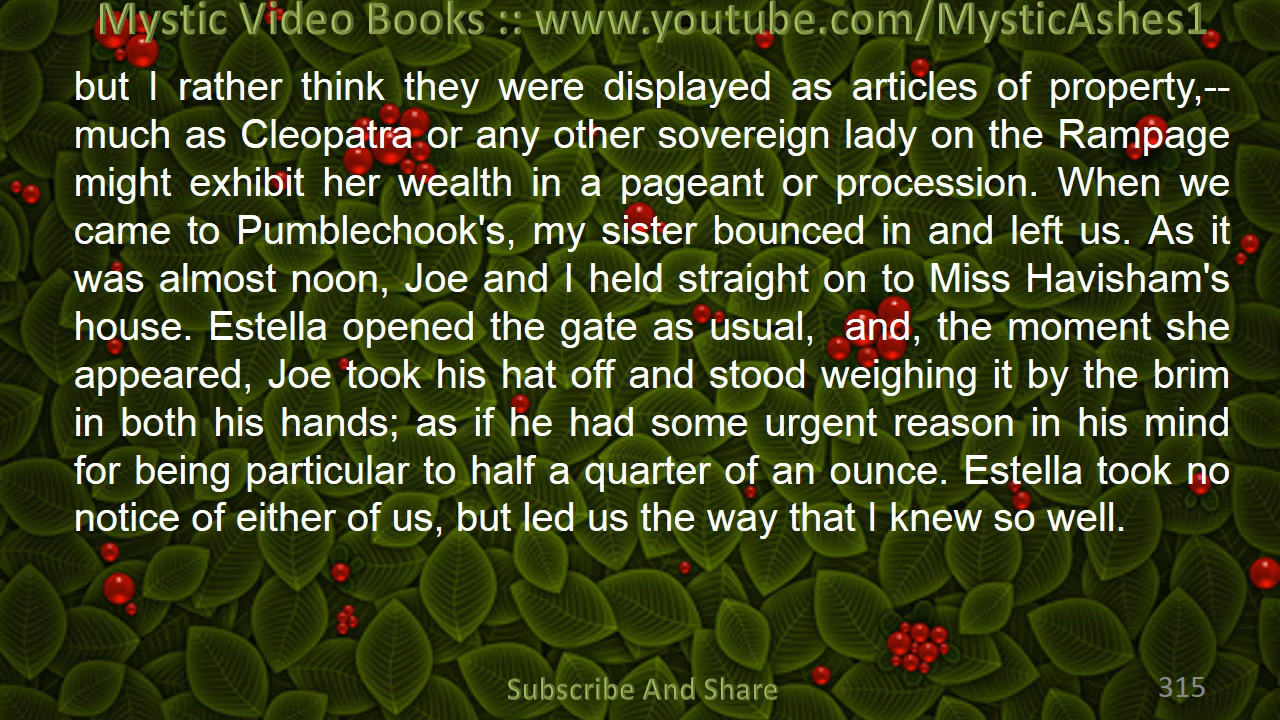 Mystic Video Books :: www.youtube.com/MysticAshes1
but I rather think they were displayed as articles of property,--
much as Cleopatra or any other sovereign lady on the Rampage
might exhibit her wealth in a pageant or procession. When we
came to Pumblechook's, my sister bounced in and left us. As it
was almost noon, Joe and I held straight on to Miss Havisham's
house. Estella opened the gate as usual, and, the moment she
appeared, Joe took his hat off and stood weighing it by the brim
in both his hands; as if he had some urgent reason in his mind
for being particular to half a quarter of an ounce. Estella took no
notice of either of us, but led us the way that I knew so well.
Subscribe And Share
315